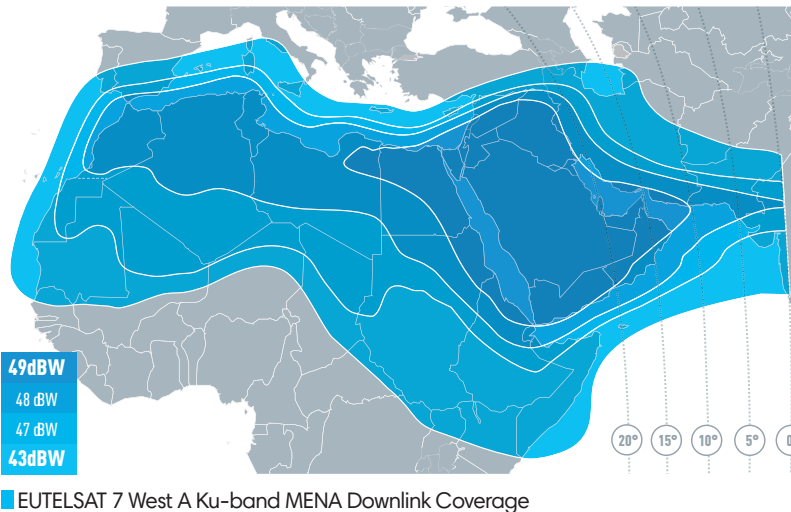 49dBW
48 dBW
47 dBW
43dBW
20° 15° 10° 5°
EUTELSAT 7 West A Ku-band MENA Downlink Coverage